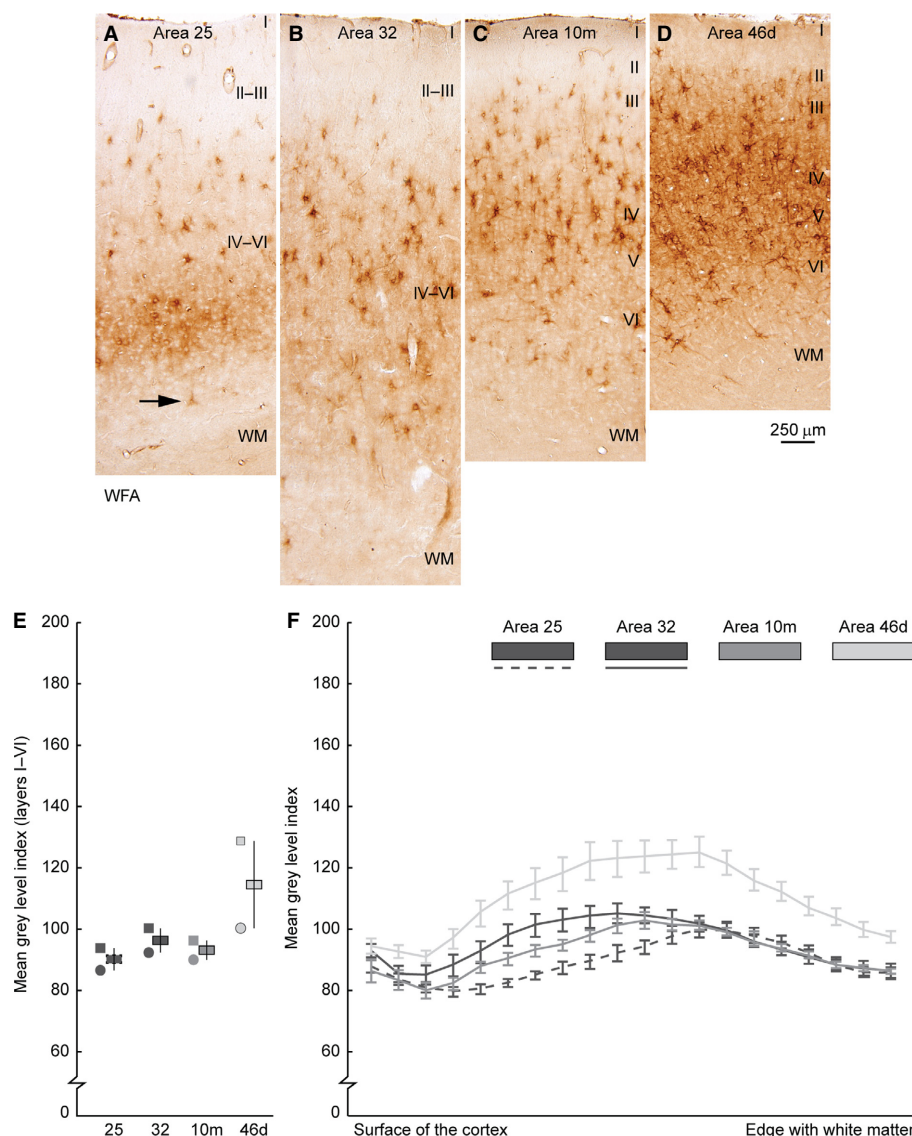 A Area 25 I
II–III
IV–VI
WM
WFA
B Area 32 I
II–III
IV–VI
WM
C Area 10m I
II
III
IV
V
VI
WM
D Area 46d I
II
III
IV
V
VI
WM
250 μm
E
Mean grey level index (layers I–VI)
200
180
160
140
120
100
80
60
0
25 32 10m 46d
F
Mean grey level index
200
180
160
140
120
100
80
60
0
Area 25 Area 32 Area 10m Area 46d
Surface of the cortex Edge with white matter